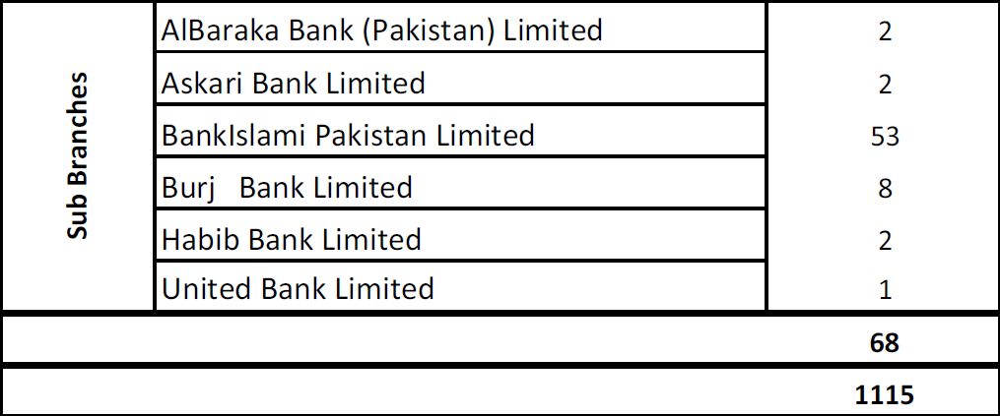 Sub Branches
AlBaraka Bank (Pakistan) Limited 2
Askari Bank Limited 2
BankIslami Pakistan Limited 53
Burj   Bank Limited 8
Habib Bank Limited 2
United Bank Limited 1
68
1115